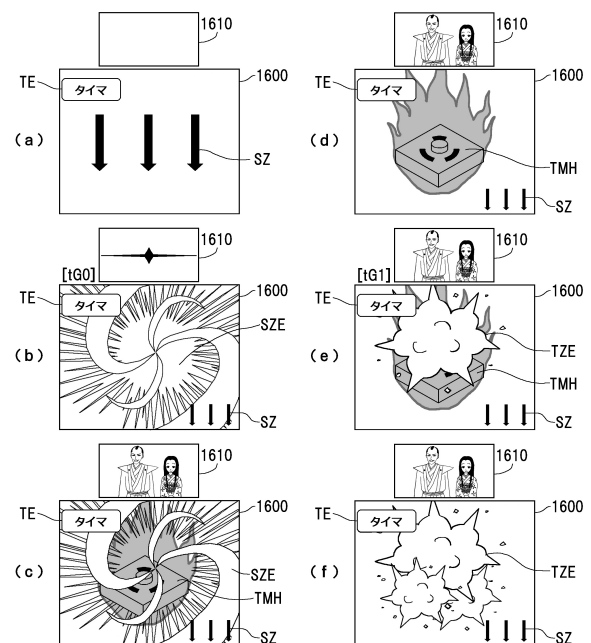 1610
TE
タイマ
1600
(a)
SZ
1610
TE
タイマ
1600
(d)
TMH
SZ
1610
[tG0]
TE
タイマ
1600
SZE
(b)
SZ
1610
[tG1]
TE
タイマ
1600
(e)
TZE
TMH
SZ
1610
TE
タイマ
1600
(c)
SZE
TMH
SZ
1610
TE
タイマ
1600
(f)
TZE
SZ